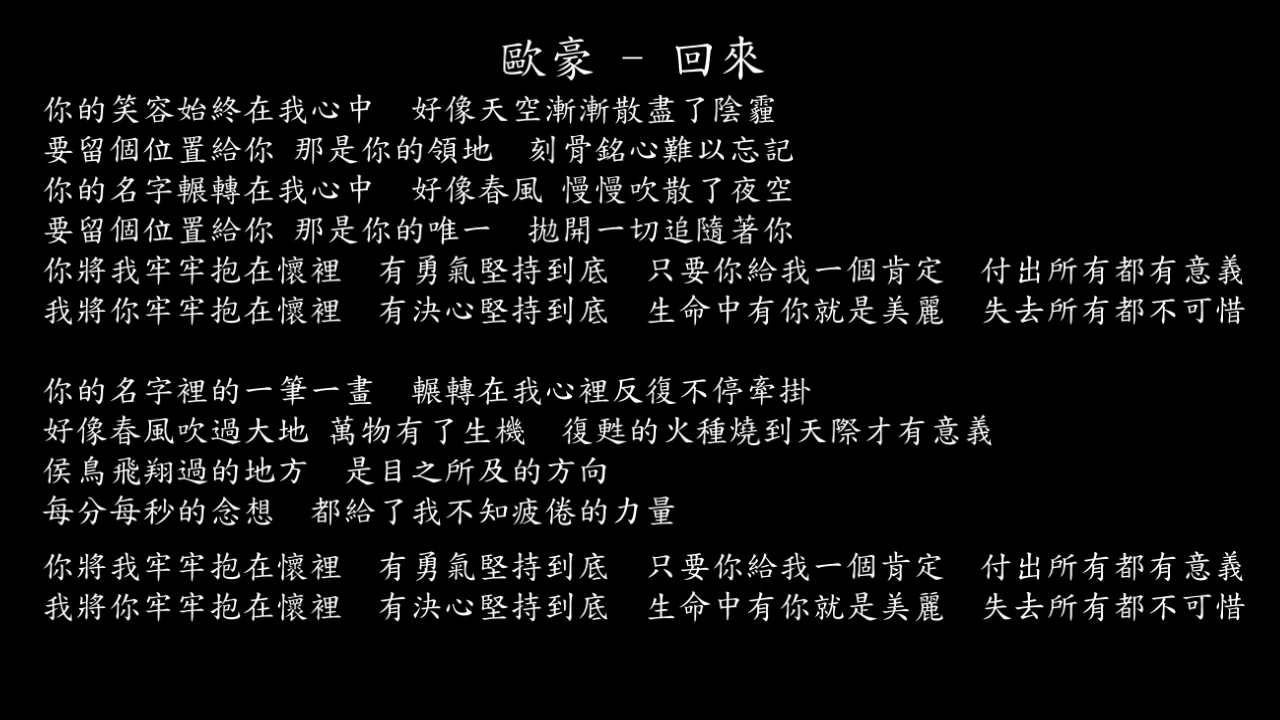 歐豪 - 回來
你的笑容始終在我心中　好像天空漸漸散盡了陰霾
要留個位置給你 那是你的領地　刻骨銘心難以忘記
你的名字輾轉在我心中　好像春風 慢慢吹散了夜空
要留個位置給你 那是你的唯一　拋開一切追隨著你
你將我牢牢抱在懷裡　有勇氣堅持到底　只要你給我一個肯定　付出所有都有意義
我將你牢牢抱在懷裡　有決心堅持到底　生命中有你就是美麗　失去所有都不可惜
你的名字裡的一筆一畫　輾轉在我心裡反復不停牽掛
好像春風吹過大地 萬物有了生機　復甦的火種燒到天際才有意義
侯鳥飛翔過的地方　是目之所及的方向
每分每秒的念想　都給了我不知疲倦的力量
你將我牢牢抱在懷裡　有勇氣堅持到底　只要你給我一個肯定　付出所有都有意義
我將你牢牢抱在懷裡　有決心堅持到底　生命中有你就是美麗　失去所有都不可惜